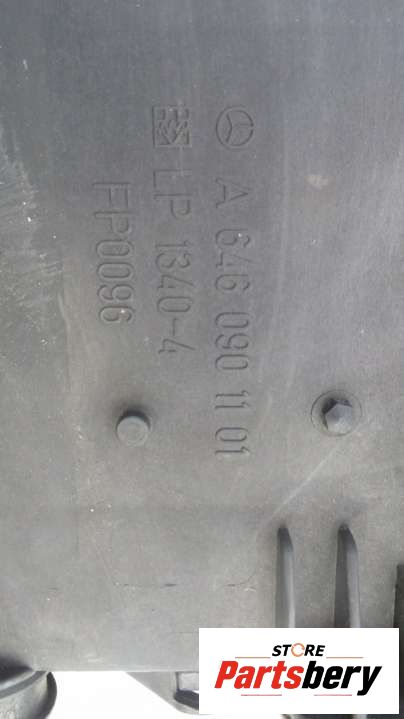 A 646 090 11 01
LP 1340-4
FP0096
STORE
Partsbery